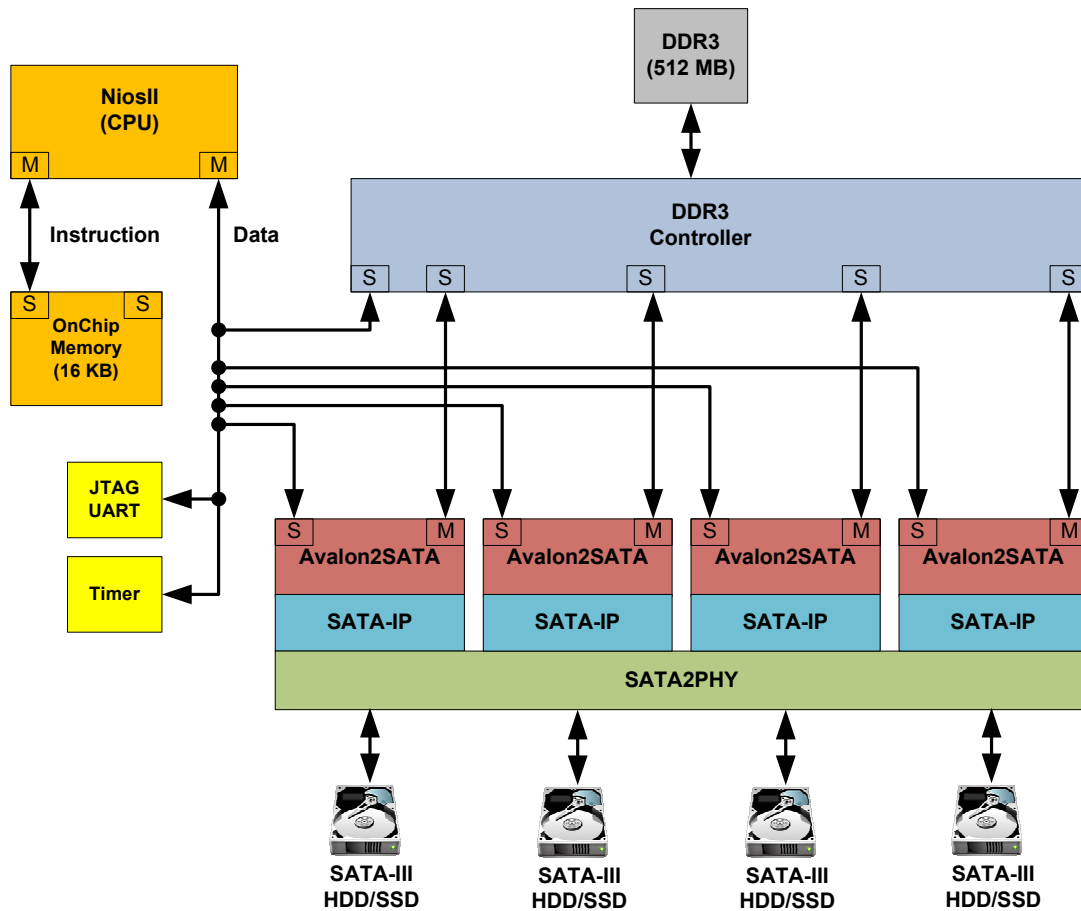 DDR3
(512 MB)
NiosII
(CPU)
M
M
Instruction
Data
DDR3
Controller
S
S
S
S
S
S
S
OnChip
Memory
(16 KB)
JTAG
UART
Timer
S
M
S
M
S
M
S
M
Avalon2SATA
Avalon2SATA
Avalon2SATA
Avalon2SATA
SATA-IP
SATA-IP
SATA-IP
SATA-IP
SATA2PHY
SATA-III
HDD/SSD
SATA-III
HDD/SSD
SATA-III
HDD/SSD
SATA-III
HDD/SSD